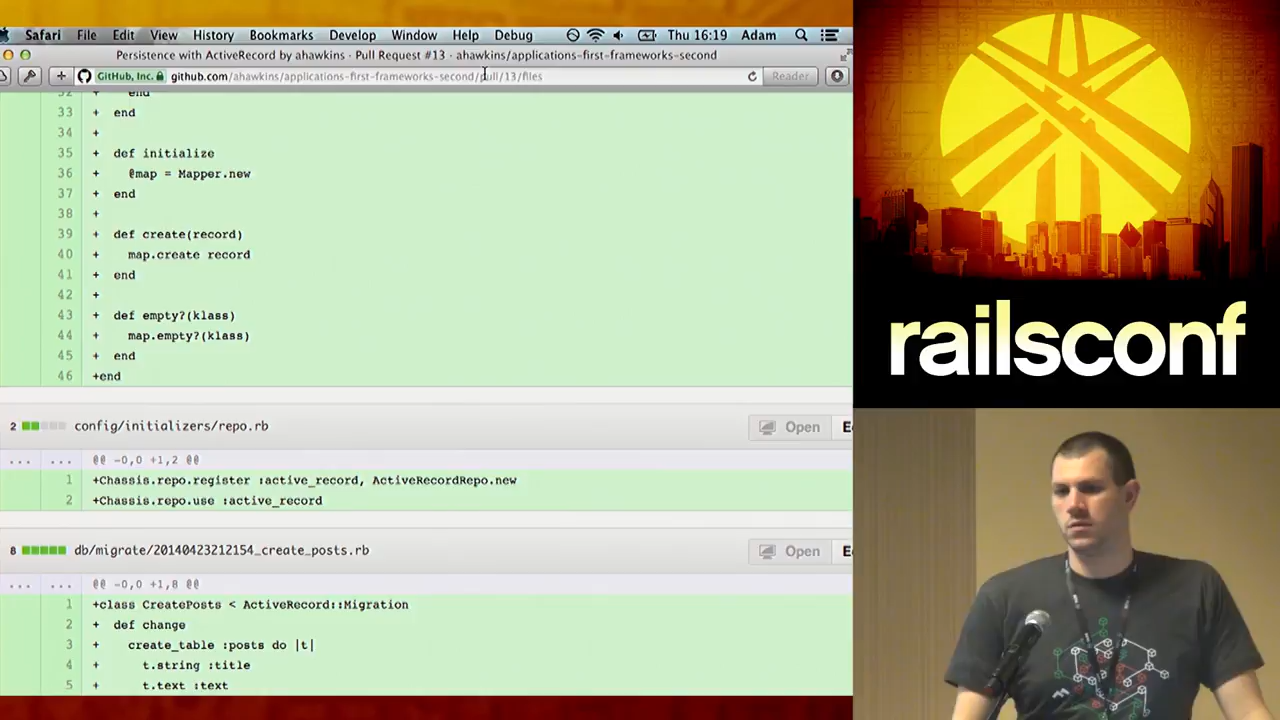 Safari File Edit View History Bookmarks Develop Window Help Debug Thu 16:19 Adam
Persistence with ActiveRecord by ahawkins · Pull Request #13 · ahawkins/applications-first-frameworks-second
GitHub, Inc. github.com/ahawkins/applications-first-frameworks-second/pull/13/files Reader
32 + end
33 + end
34 +
35 + def initialize
36 + @map = Mapper.new
37 + end
38 +
39 + def create(record)
40 + map.create record
41 + end
42 +
43 + def empty?(klass)
44 + map.empty?(klass)
45 + end
46 +end
2 config/initializers/repo.rb Open
... ... @@ -0,0 +1,2 @@
1 +Chassis.repo.register :active_record, ActiveRecordRepo.new
2 +Chassis.repo.use :active_record
8 db/migrate/20140423212154_create_posts.rb Open
... ... @@ -0,0 +1,8 @@
1 +class CreatePosts < ActiveRecord::Migration
2 + def change
3 + create_table :posts do |t|
4 + t.string :title
5 + t.text :text
railsconf